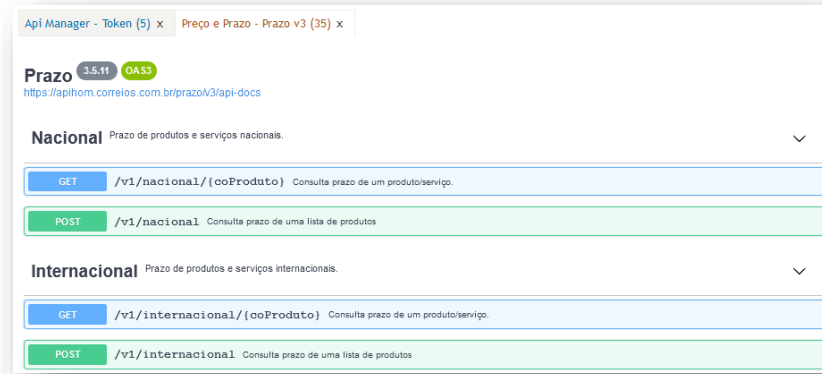 Api Manager - Token (5) x Preço e Prazo - Prazo v3 (35) x
Prazo 3.5.11 OAS3
https://apihom.correios.com.br/prazo/v3/api-docs
Nacional Prazo de produtos e serviços nacionais.
GET /v1/nacional/{coProduto} Consulta prazo de um produto/serviço.
POST /v1/nacional Consulta prazo de uma lista de produtos
Internacional Prazo de produtos e serviços internacionais.
GET /v1/internacional/{coProduto} Consulta prazo de um produto/serviço.
POST /v1/internacional Consulta prazo de uma lista de produtos